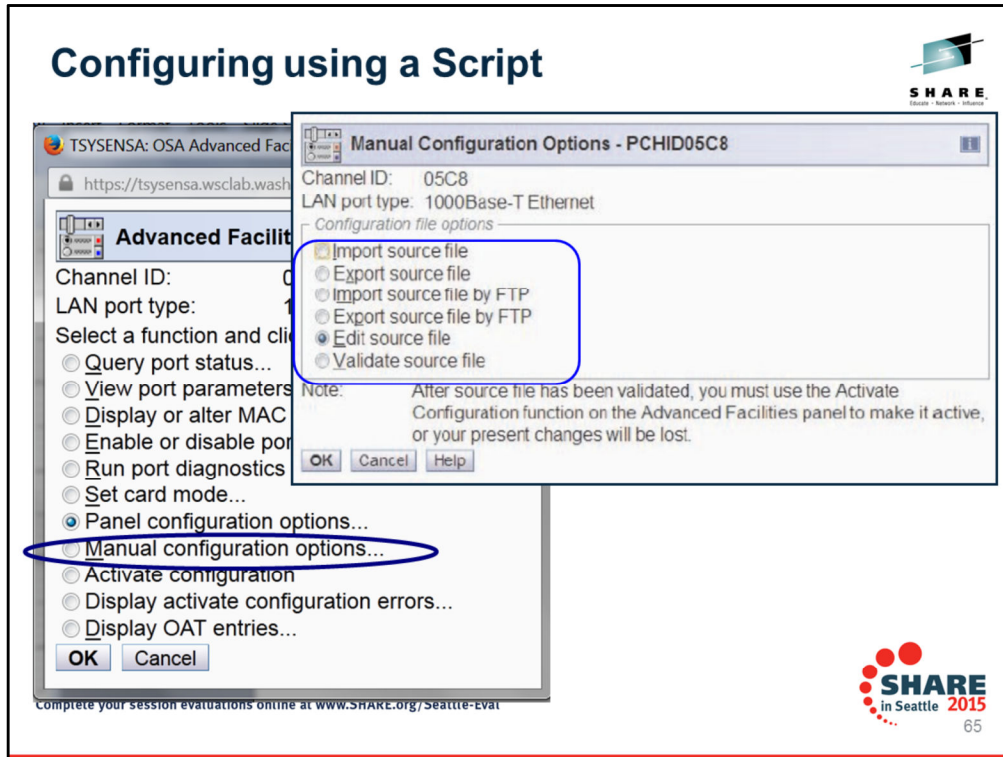 Configuring using a Script
SHARE
Educate - Network - Influence
TSYSENSA: OSA Advanced Fac
https://tsysensa.wsclab.wash
Advanced Facilit
Channel ID: 0
LAN port type: 1
Select a function and clic
Query port status...
View port parameters
Display or alter MAC
Enable or disable por
Run port diagnostics
Set card mode...
Panel configuration options...
Manual configuration options...
Activate configuration
Display activate configuration errors...
Display OAT entries...
OK Cancel
Manual Configuration Options - PCHID05C8
Channel ID: 05C8
LAN port type: 1000Base-T Ethernet
Configuration file options
Import source file
Export source file
Import source file by FTP
Export source file by FTP
Edit source file
Validate source file
Note: After source file has been validated, you must use the Activate
Configuration function on the Advanced Facilities panel to make it active,
or your present changes will be lost.
OK Cancel Help
Complete your session evaluations online at www.SHARE.org/Seattle-Eval
SHARE
in Seattle 2015
65